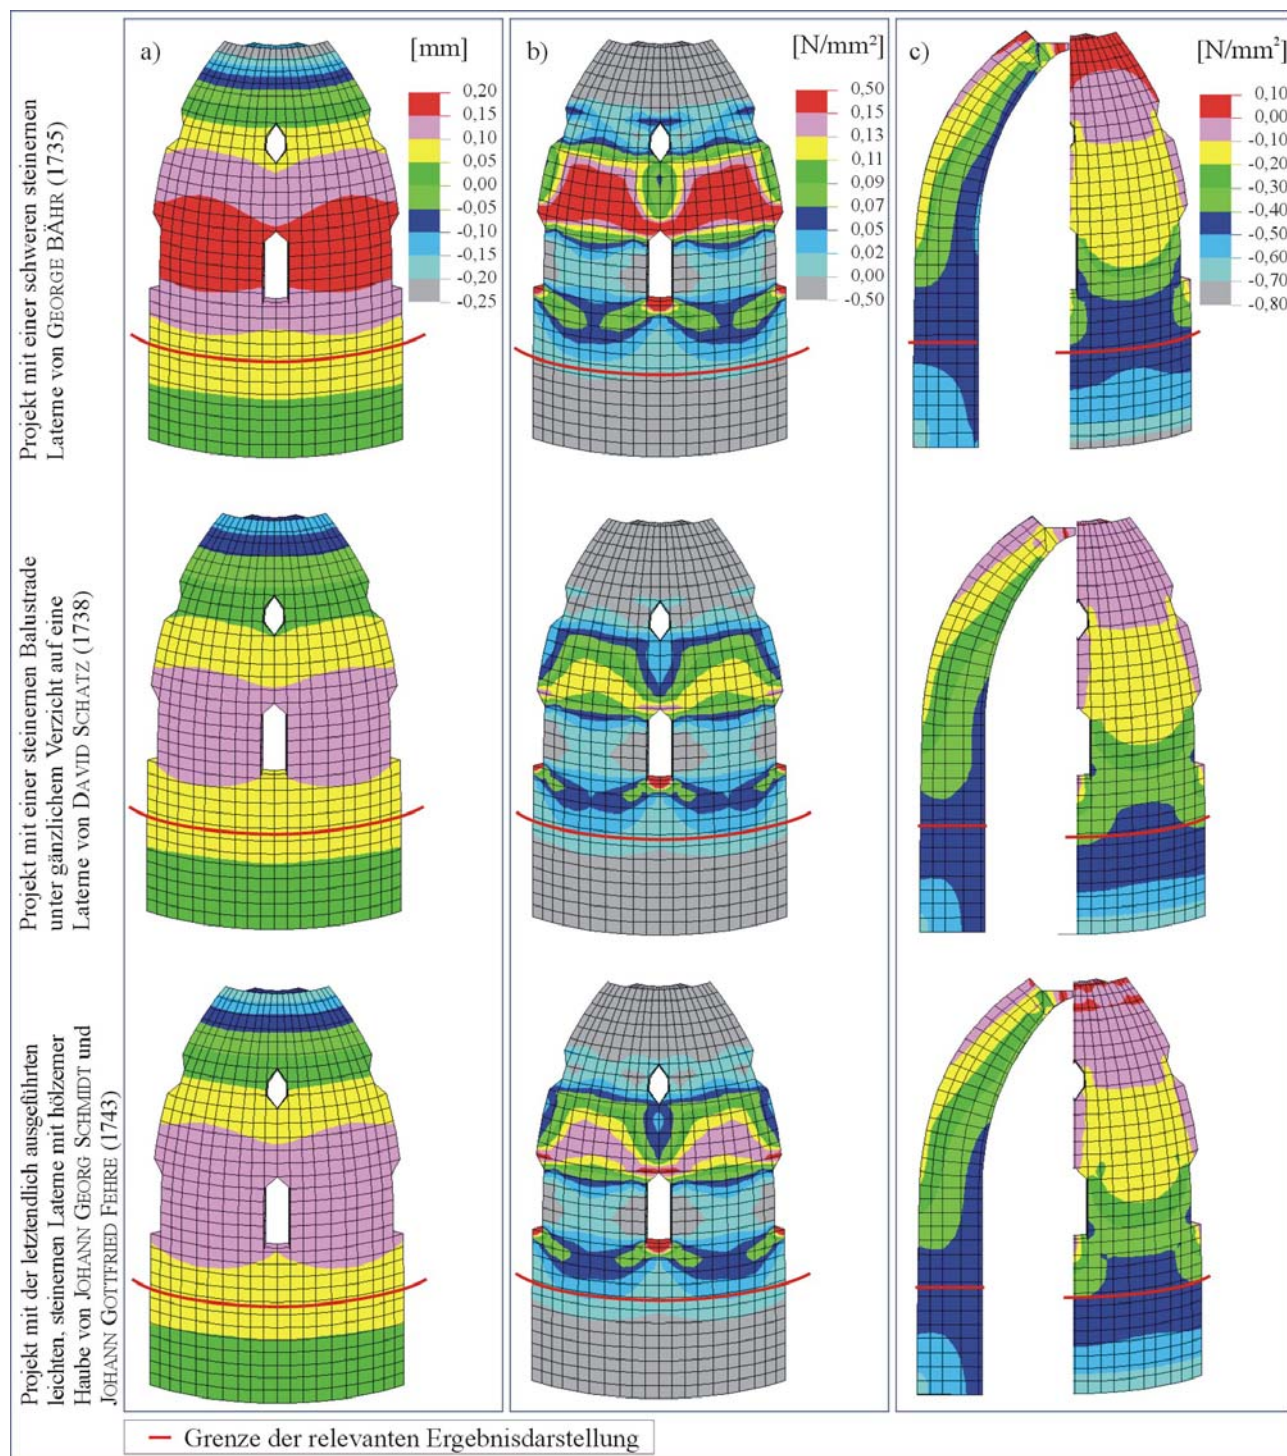 a)
[mm]
0,20
0,15
0,10
0,05
0,00
-0,05
-0,10
-0,15
-0,20
-0,25
b)
[N/mm²]
0,50
0,15
0,13
0,11
0,09
0,07
0,05
0,02
0,00
-0,50
c)
[N/mm²]
0,10
0,00
-0,10
-0,20
-0,30
-0,40
-0,50
-0,60
-0,70
-0,80
Projekt mit einer schweren steinernen
Laterne von GEORGE BÄHR (1735)
Projekt mit einer steinernen Balustrade
unter gänzlichem Verzicht auf eine
Laterne von DAVID SCHATZ (1738)
Projekt mit der letztendlich ausgeführten
leichten, steinernen Laterne mit hölzerner
Haube von JOHANN GEORG SCHMIDT und
JOHANN GOTTFRIED FEHRE (1743)
Grenze der relevanten Ergebnisdarstellung